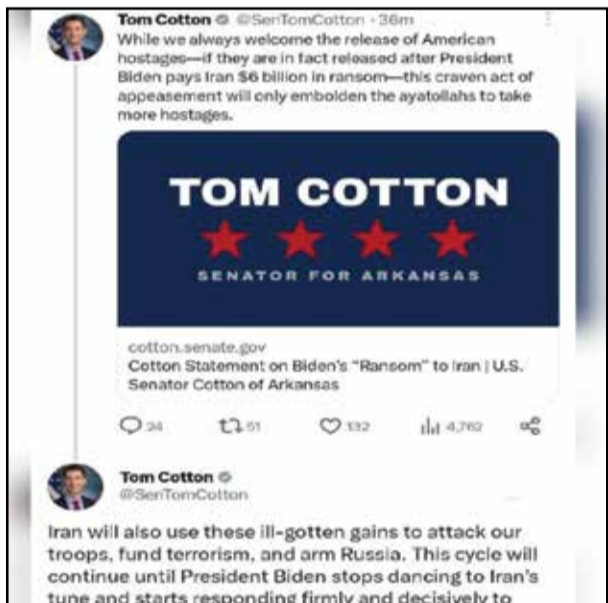 Tom Cotton @SenTomCotton · 36m
While we always welcome the release of American
hostages—if they are in fact released after President
Biden pays Iran $6 billion in ransom—this craven act of
appeasement will only embolden the ayatollahs to take
more hostages.
TOM COTTON
SENATOR FOR ARKANSAS
cotton.senate.gov
Cotton Statement on Biden's "Ransom" to Iran | U.S.
Senator Cotton of Arkansas
24 51 132 4,762
Tom Cotton
@SenTomCotton
Iran will also use these ill-gotten gains to attack our
troops, fund terrorism, and arm Russia. This cycle will
continue until President Biden stops dancing to Iran's
tune and starts responding firmly and decisively to